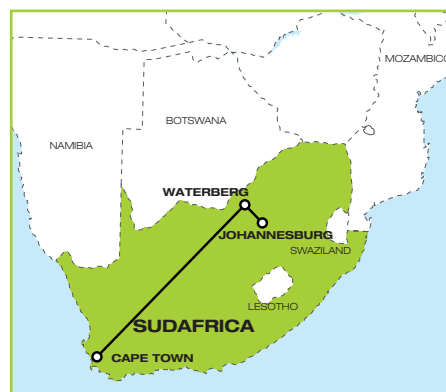 MOZAMBICO
BOTSWANA
NAMIBIA
WATERBERG
JOHANNESBURG
SWAZILAND
LESOTHO
SUDAFRICA
CAPE TOWN